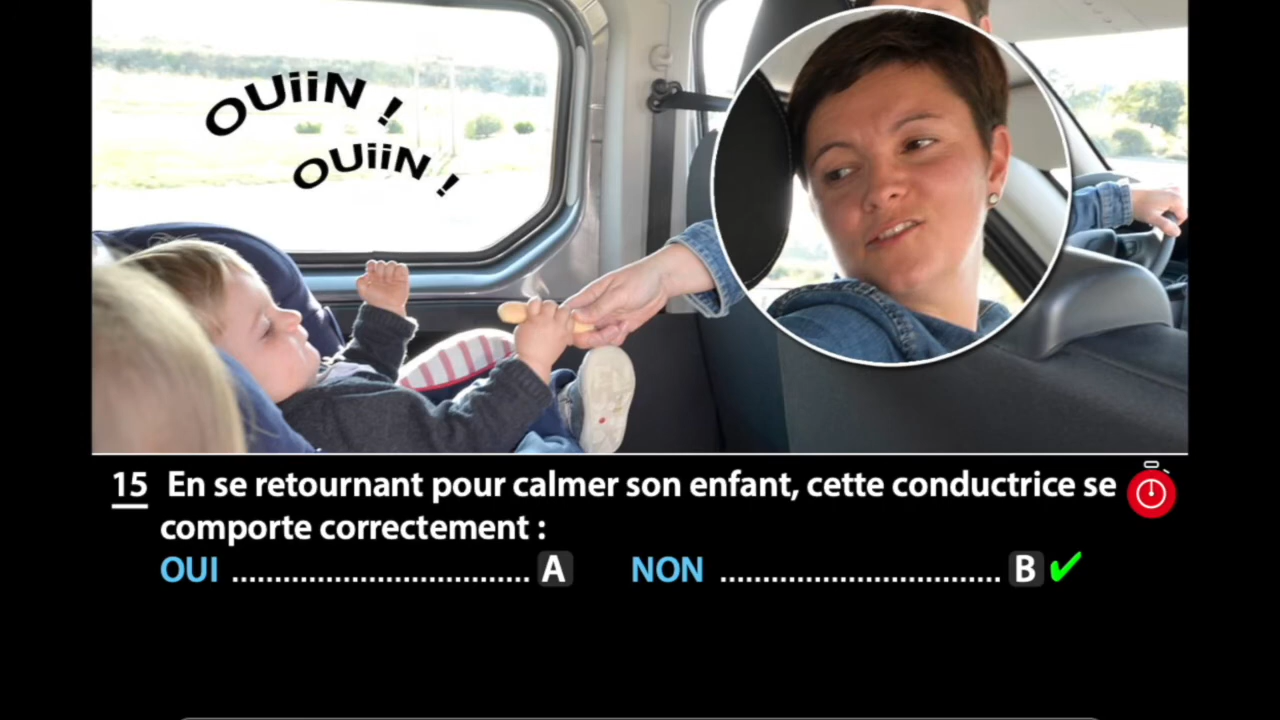 OUiiN !
OUiiN !
15 En se retournant pour calmer son enfant, cette conductrice se
comporte correctement :
OUI .................................. A NON ................................ B ✔